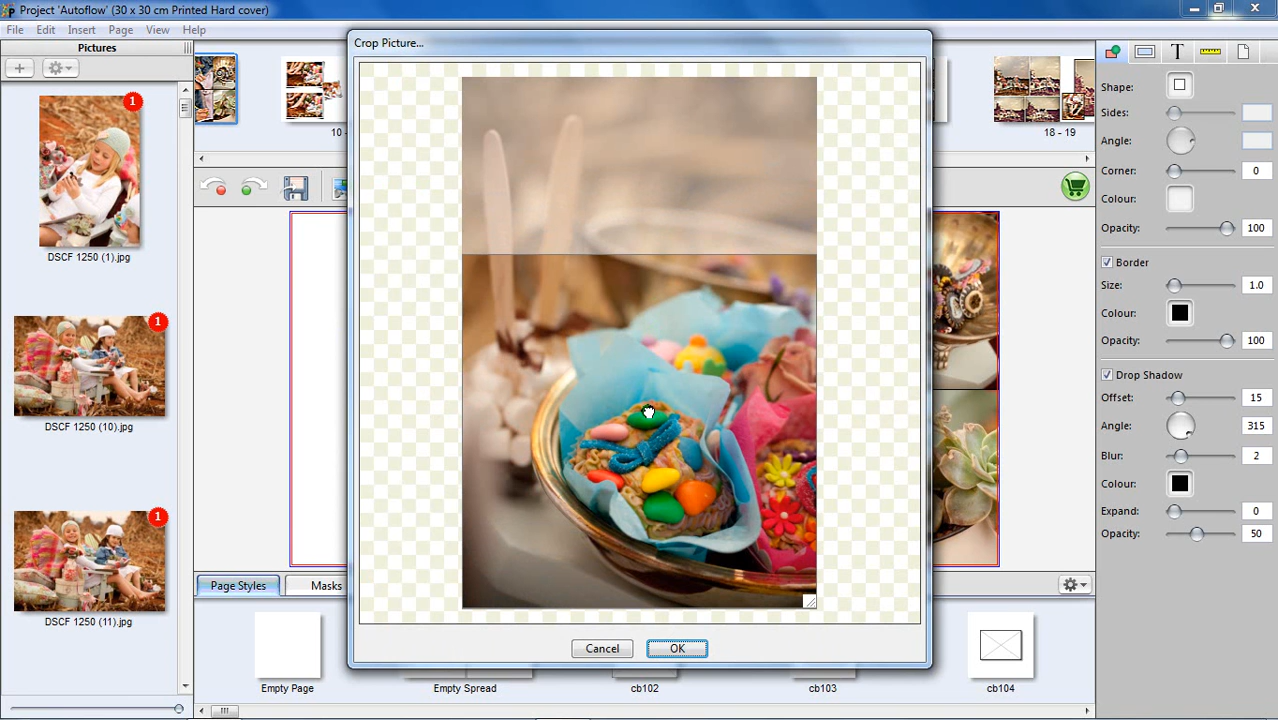 Project 'Autoflow' (30 x 30 cm Printed Hard cover)
File Edit Insert Page View Help
Pictures
1
DSCF 1250 (1).jpg
1
DSCF 1250 (10).jpg
1
DSCF 1250 (11).jpg
10 -
18 - 19
Crop Picture...
Cancel
OK
Page Styles
Masks
Empty Page
Empty Spread
cb102
cb103
cb104
T
Shape:
Sides:
Angle:
Corner: 0
Colour:
Opacity: 100
Border
Size: 1.0
Colour:
Opacity: 100
Drop Shadow
Offset: 15
Angle: 315
Blur: 2
Colour:
Expand: 0
Opacity: 50